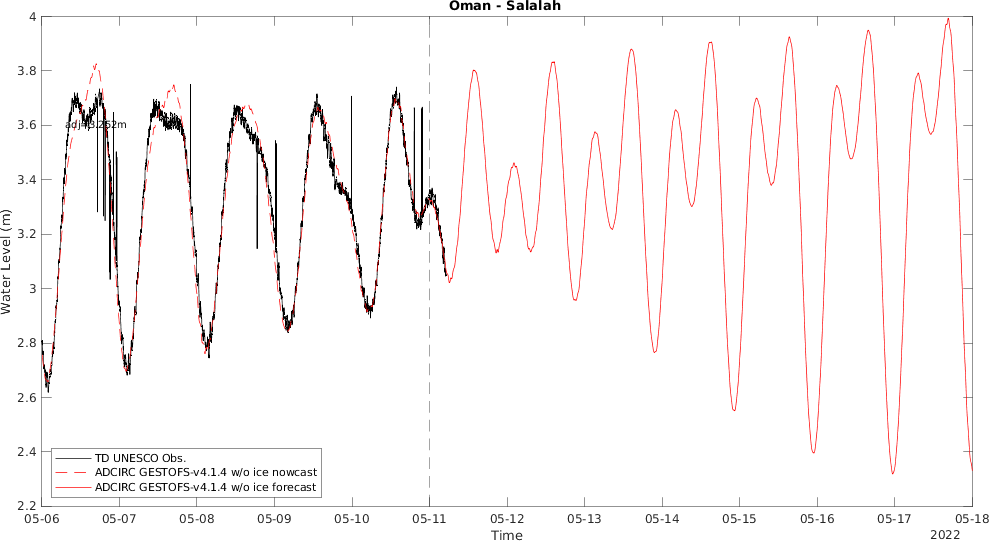 Oman - Salalah
4
3.8
3.6
3.4
3.2
3
2.8
2.6
2.4
2.2
Water Level (m)
TD UNESCO Obs.
ADCIRC GESTOFS-v4.1.4 w/o ice nowcast
ADCIRC GESTOFS-v4.1.4 w/o ice forecast
05-06 05-07 05-08 05-09 05-10 05-11 05-12 05-13 05-14 05-15 05-16 05-17 05-18
Time
2022